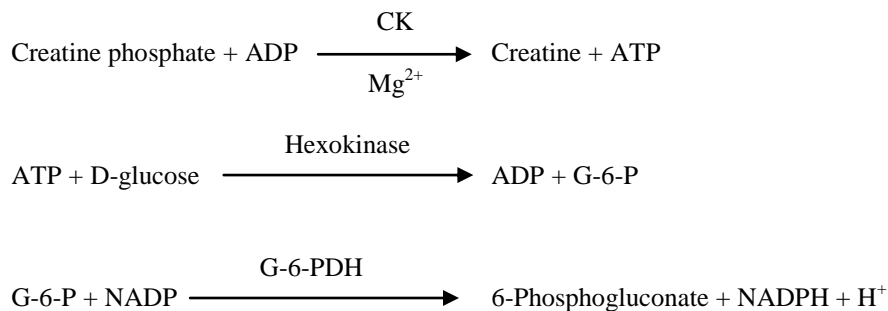 CK
Creatine phosphate + ADP Creatine + ATP
Mg²⁺
Hexokinase
ATP + D-glucose ADP + G-6-P
G-6-PDH
G-6-P + NADP 6-Phosphogluconate + NADPH + H⁺